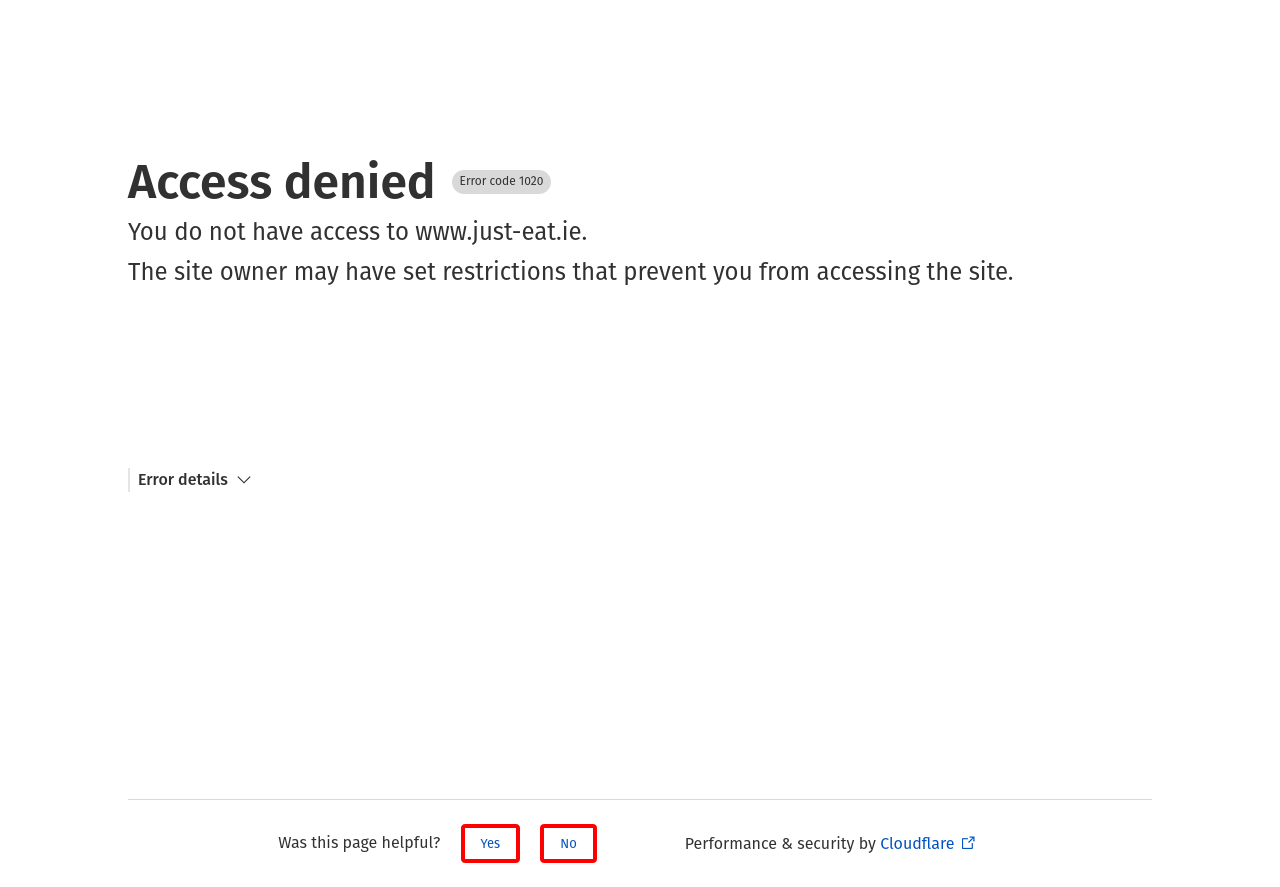 Access denied Error code 1020
You do not have access to www.just-eat.ie.
The site owner may have set restrictions that prevent you from accessing the site.
Error details
Was this page helpful? Yes No Performance & security by Cloudflare